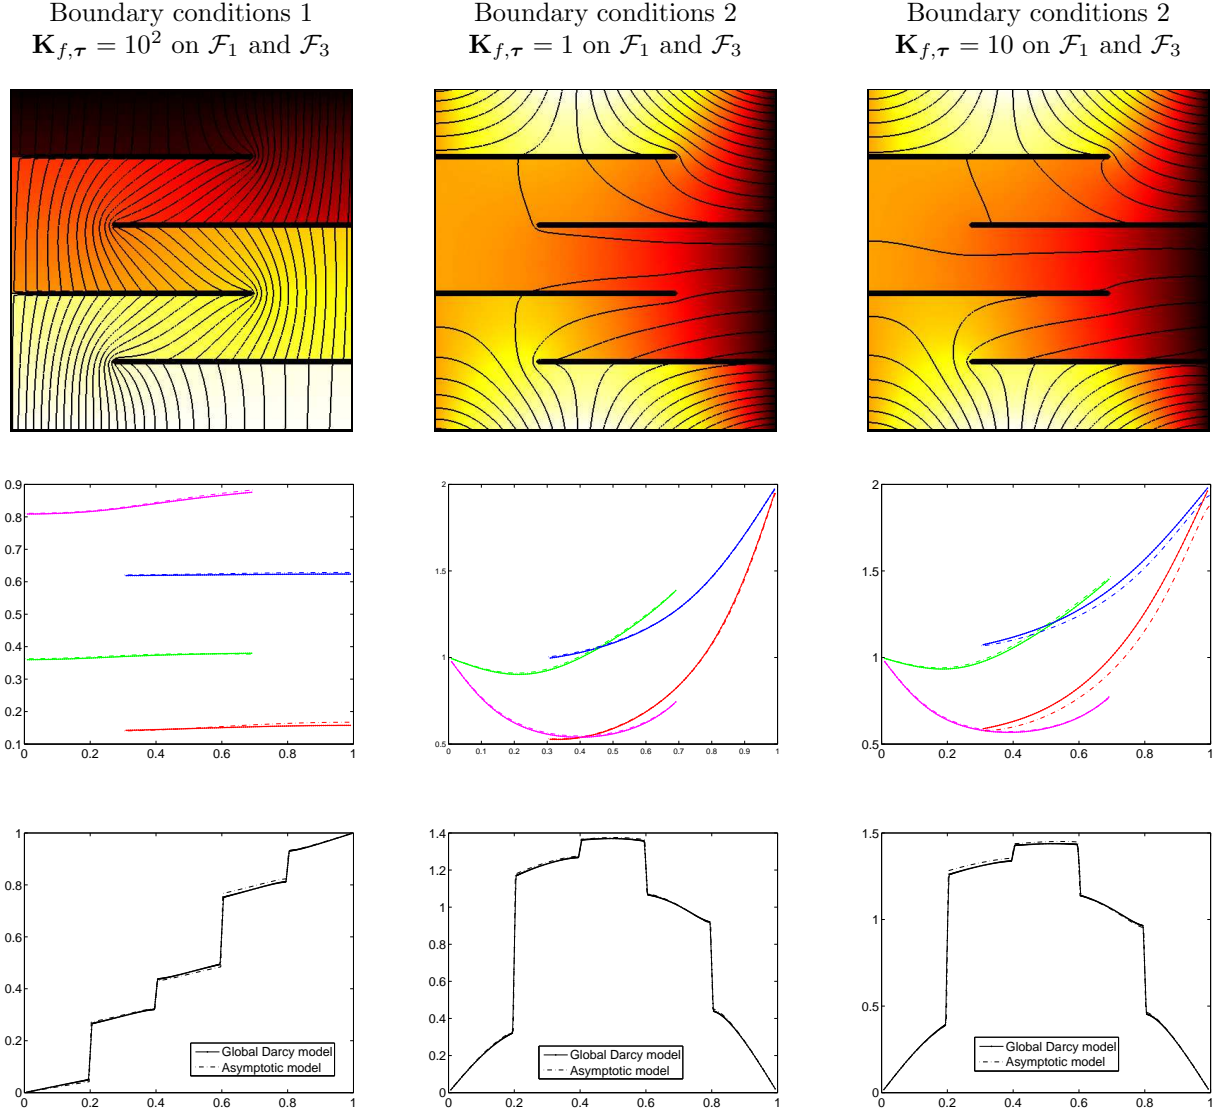 Boundary conditions 1
K_{f,τ} = 10² on F₁ and F₃
Boundary conditions 2
K_{f,τ} = 1 on F₁ and F₃
Boundary conditions 2
K_{f,τ} = 10 on F₁ and F₃
0.9
0.8
0.7
0.6
0.5
0.4
0.3
0.2
0.1
0 0.2 0.4 0.6 0.8 1
2
1.5
1
0.5
0 0.1 0.2 0.3 0.4 0.5 0.6 0.7 0.8 0.9 1
2
1.5
1
0.5
0 0.2 0.4 0.6 0.8 1
1
0.8
0.6
0.4
0.2
0
0 0.2 0.4 0.6 0.8 1
Global Darcy model
Asymptotic model
1.4
1.2
1
0.8
0.6
0.4
0.2
0
0 0.2 0.4 0.6 0.8 1
Global Darcy model
Asymptotic model
1.5
1
0.5
0
0 0.2 0.4 0.6 0.8 1
Global Darcy model
Asymptotic model